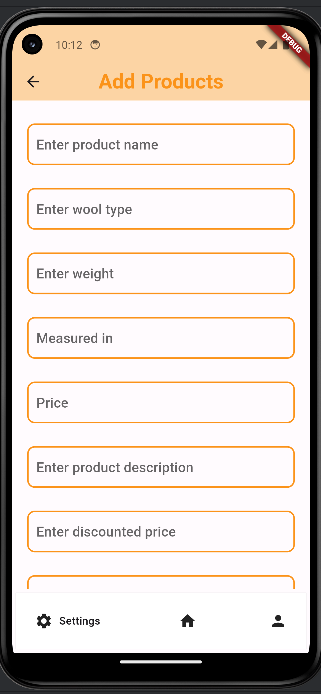 10:12
DEBUG
Add Products
Enter product name
Enter wool type
Enter weight
Measured in
Price
Enter product description
Enter discounted price
Settings